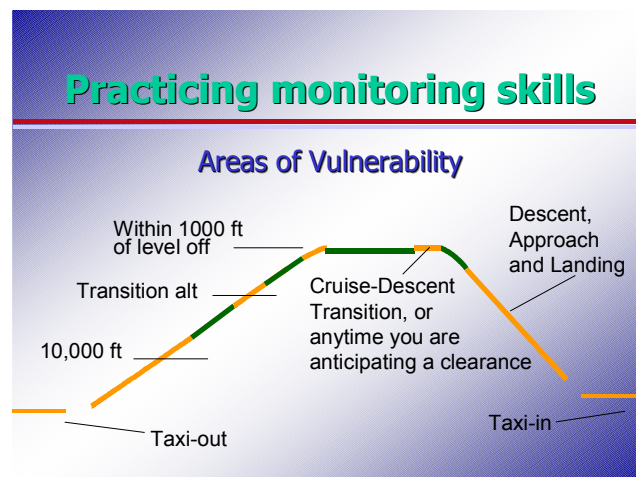 Practicing monitoring skills
Areas of Vulnerability
Within 1000 ft
of level off
Transition alt
10,000 ft
Taxi-out
Cruise-Descent
Transition, or
anytime you are
anticipating a clearance
Descent,
Approach
and Landing
Taxi-in